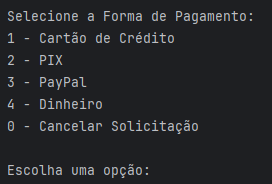 Selecione a Forma de Pagamento:
1 - Cartão de Crédito
2 - PIX
3 - PayPal
4 - Dinheiro
0 - Cancelar Solicitação
Escolha uma opção: